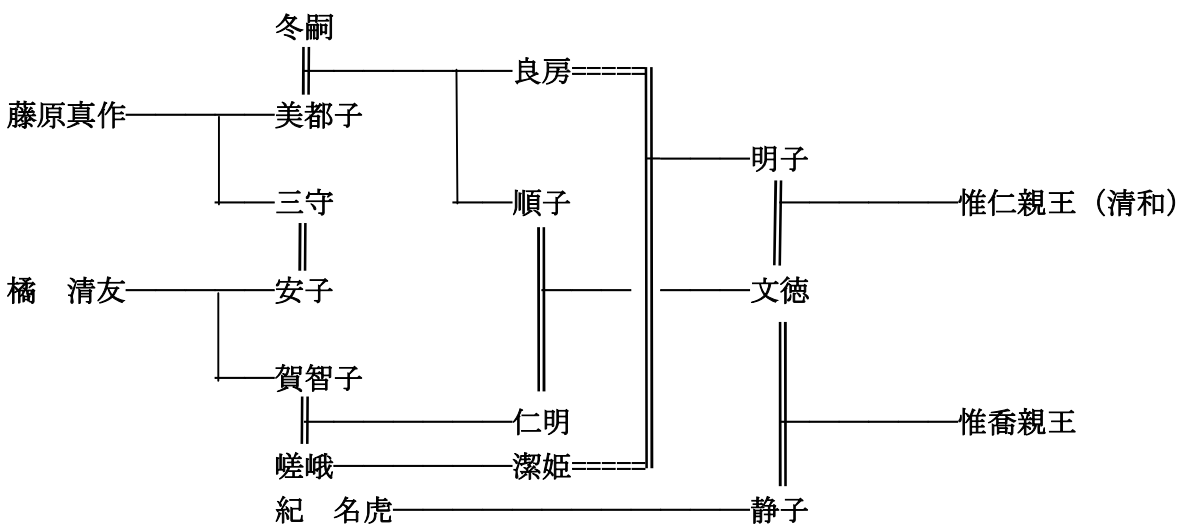 冬嗣
良房
藤原真作 美都子
明子
三守 順子 惟仁親王（清和）
橘　清友 安子 文徳
賀智子
仁明 惟喬親王
嵯峨 潔姫
紀　名虎 静子